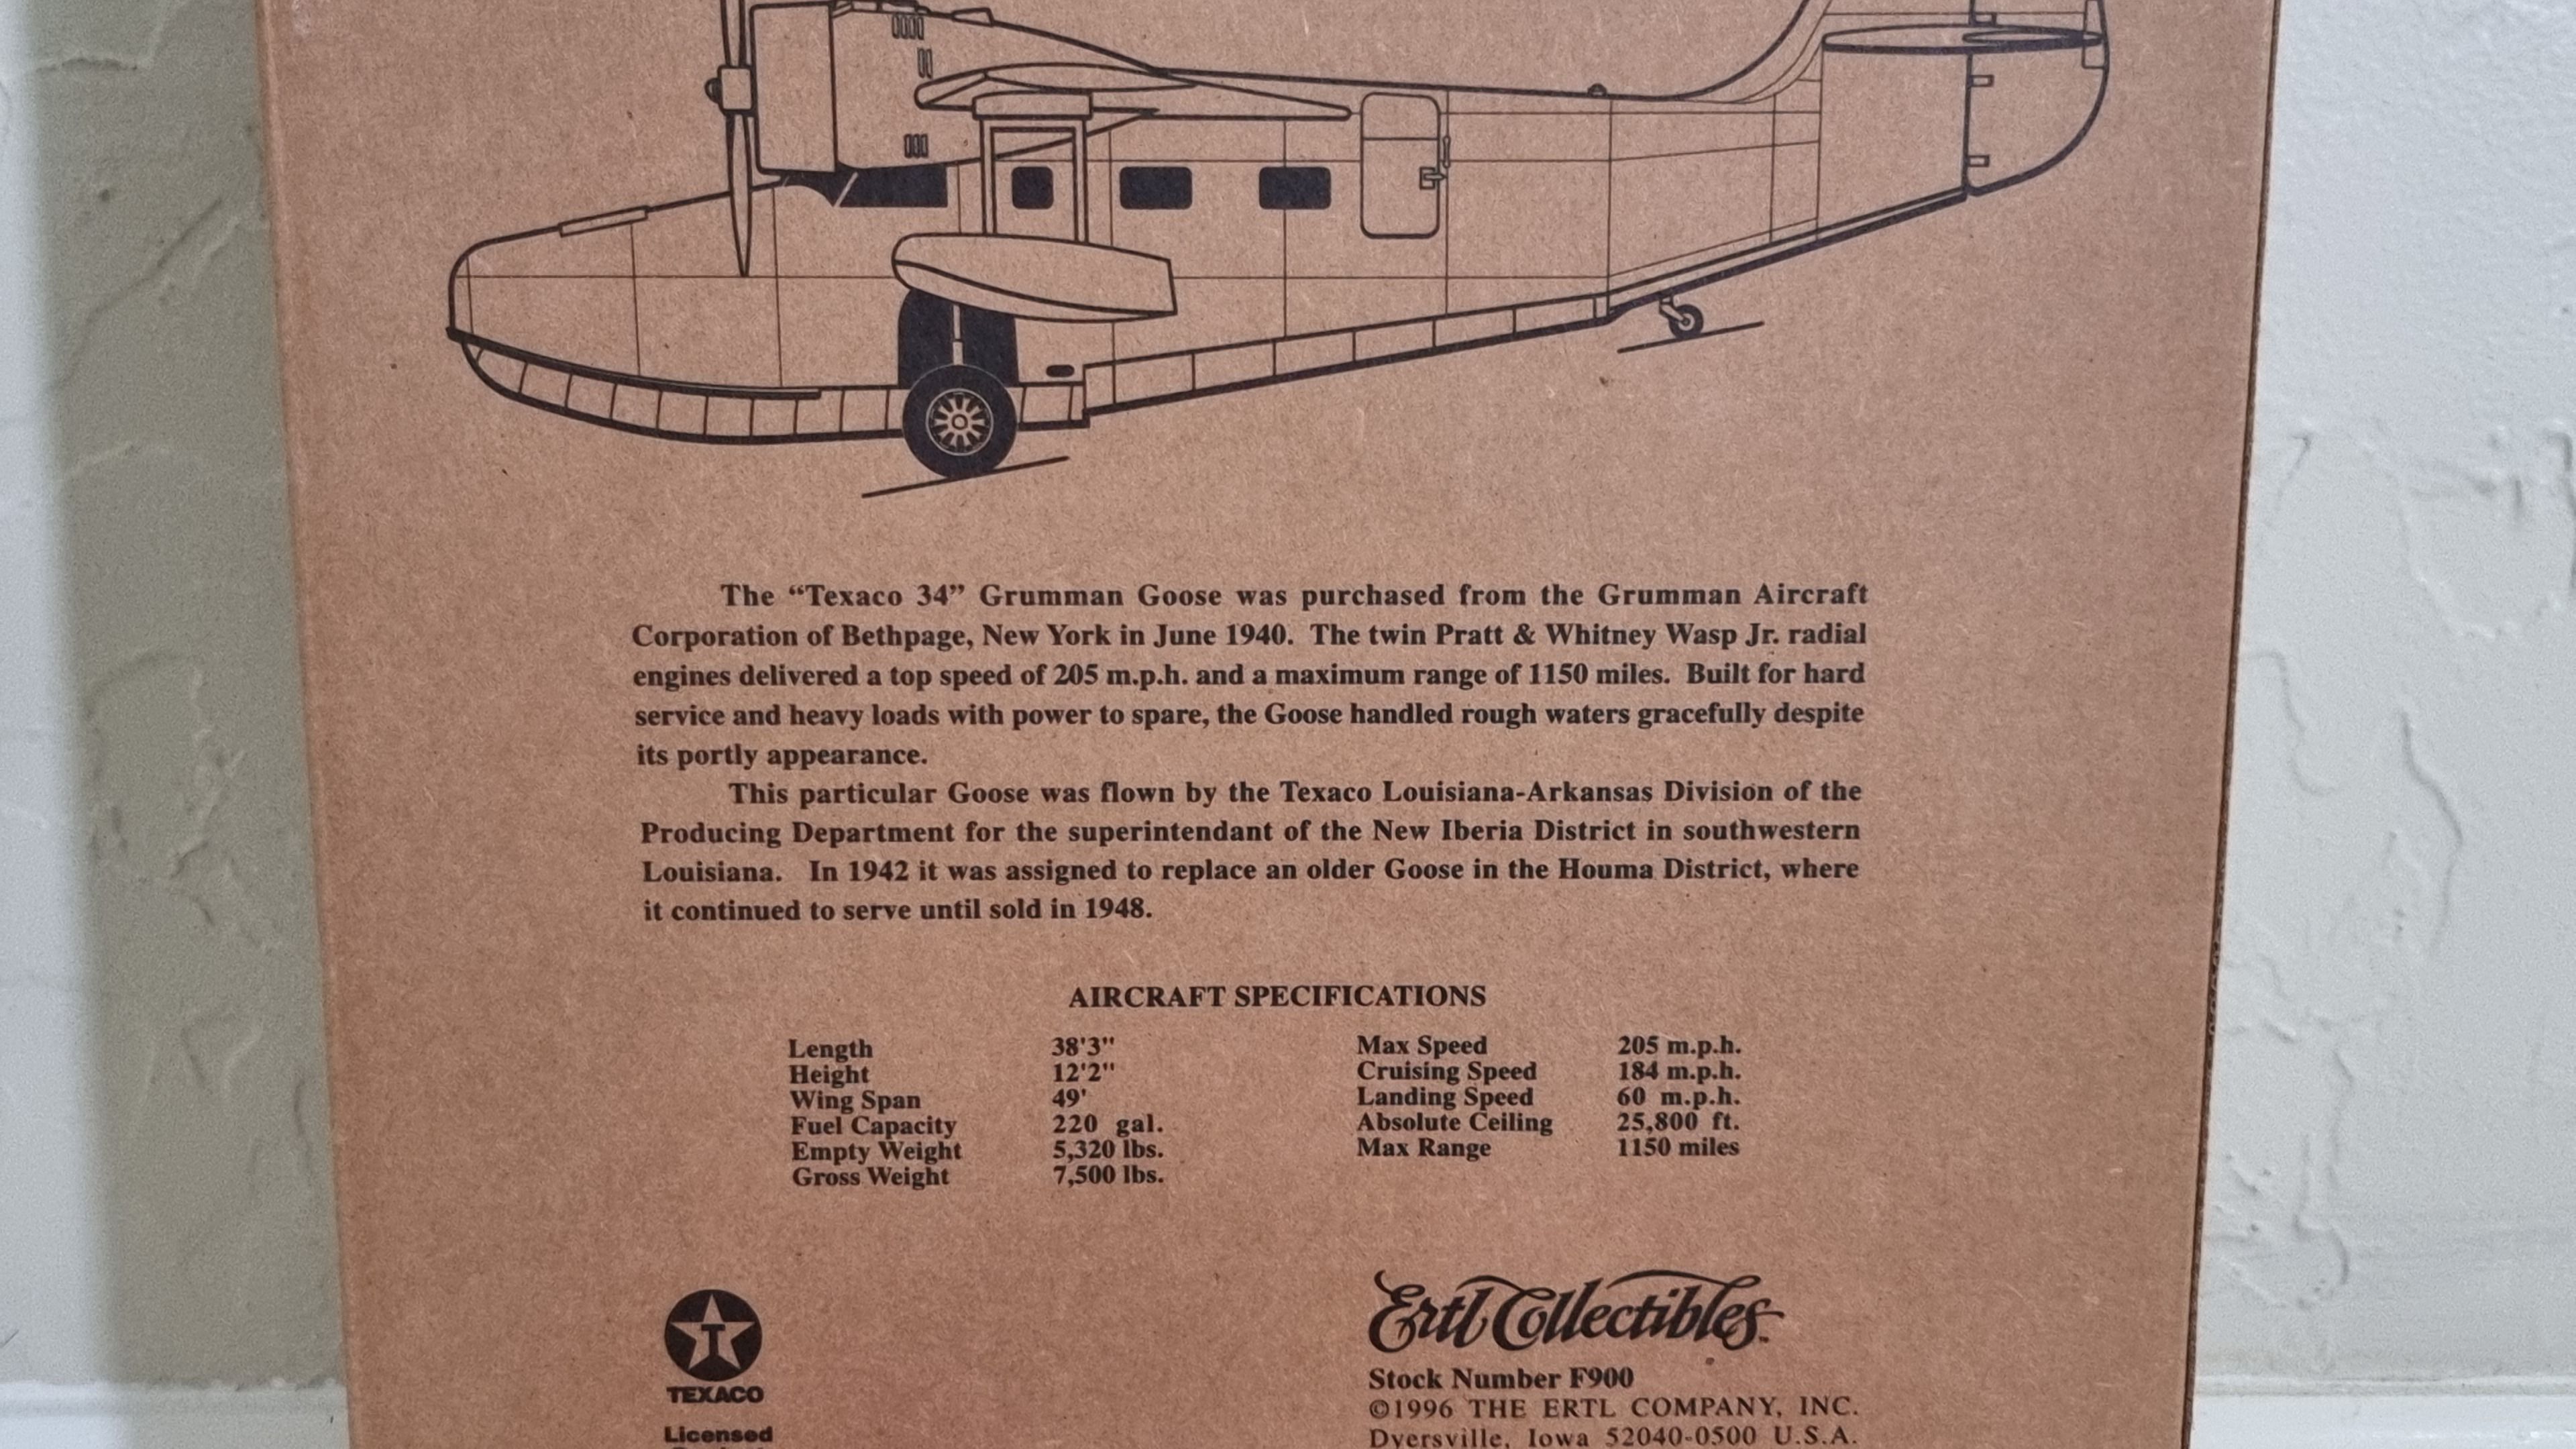 The “Texaco 34” Grumman Goose was purchased from the Grumman Aircraft
Corporation of Bethpage, New York in June 1940. The twin Pratt & Whitney Wasp Jr. radial
engines delivered a top speed of 205 m.p.h. and a maximum range of 1150 miles. Built for hard
service and heavy loads with power to spare, the Goose handled rough waters gracefully despite
its portly appearance.
This particular Goose was flown by the Texaco Louisiana-Arkansas Division of the
Producing Department for the superintendant of the New Iberia District in southwestern
Louisiana. In 1942 it was assigned to replace an older Goose in the Houma District, where
it continued to serve until sold in 1948.
AIRCRAFT SPECIFICATIONS
Length 38'3"
Height 12'2"
Wing Span 49'
Fuel Capacity 220 gal.
Empty Weight 5,320 lbs.
Gross Weight 7,500 lbs.
Max Speed 205 m.p.h.
Cruising Speed 184 m.p.h.
Landing Speed 60 m.p.h.
Absolute Ceiling 25,800 ft.
Max Range 1150 miles
T
TEXACO
Licensed
Ertl Collectibles™
Stock Number F900
©1996 THE ERTL COMPANY, INC.
Dyersville, Iowa 52040-0500 U.S.A.